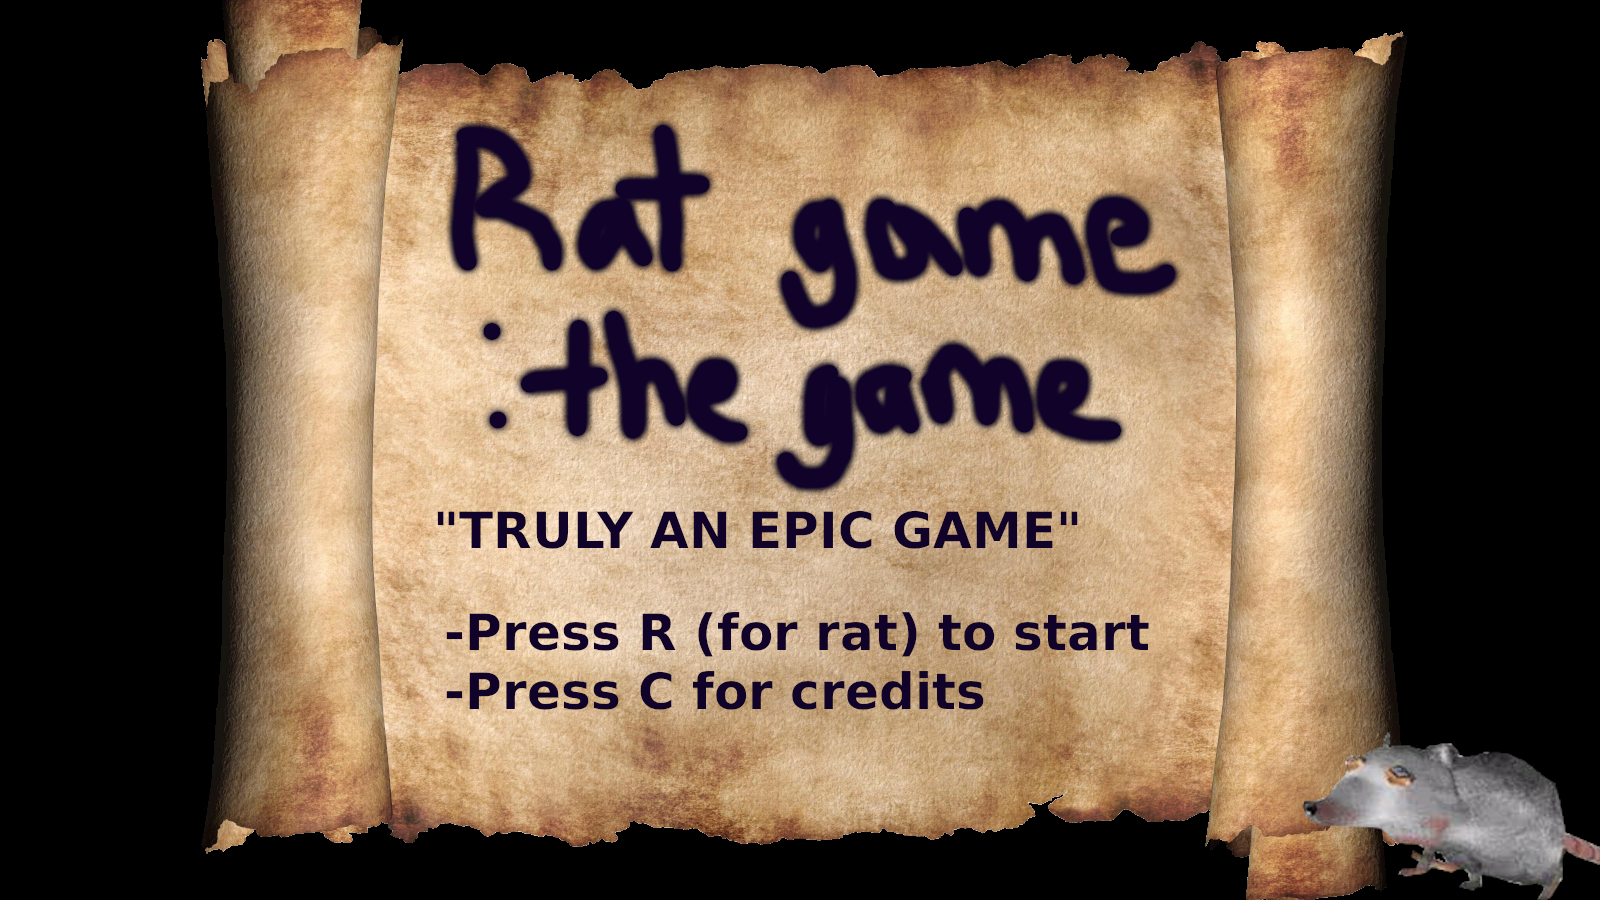 Rat game
: the game
"TRULY AN EPIC GAME"
-Press R (for rat) to start
-Press C for credits